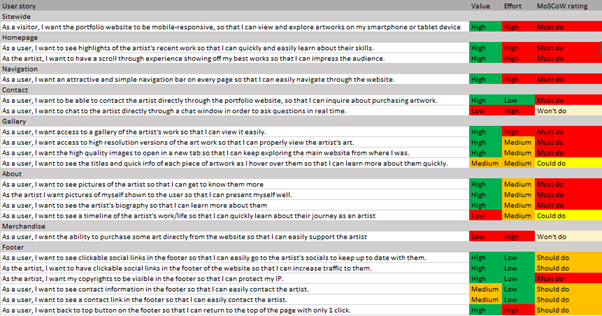 User story Value Effort MoSCoW rating
Sitewide
As a visitor, I want the portfolio website to be mobile-responsive, so that I can view and explore artworks on my smartphone or tablet device High High Must do
Homepage
As a user, I want to see highlights of the artist's recent work so that I can quickly and easily learn about their skills. High High Must do
As the artist, I want to have a scroll through experience showing off my best works so that I can impress the audience. High High Must do
Navigation
As a user, I want an attractive and simple navigation bar on every page so that I can easily navigate through the website. High High Must do
Contact
As a user, I want to be able to contact the artist directly through the portfolio website, so that I can inquire about purchasing artwork. High Low Must do
As a user, I want to chat to the artist directly through a chat window in order to ask questions in real time. Low High Won't do
Gallery
As a user, I want access to a gallery of the artist's work so that I can view it easily. High High Must do
As a user, I want access to high resolution versions of the art work so that I can properly view the artist's art. High Medium Must do
As a user, I want the high quality images to open in a new tab so that I can keep exploring the main website from where I was. High Medium Must do
As a user, I want to see the titles and quick info of each piece of artwork as I hover over them so that I can learn more about them quickly. Medium Medium Could do
About
As a user, I want to see pictures of the artist so that I can get to know them more High Medium Must do
As the artist I want pictures of myself shown to the user so that I can present myself well. High Medium Must do
As a user, I want to see the artist's biography so that I can learn more about them High Medium Must do
As a user, I want to see a timeline of the artist's work/life so that I can quickly learn about their journey as an artist Low Medium Could do
Merchandise
As a user, I want the ability to purchase some art directly from the website so that I can easily support the artist Low High Won't do
Footer
As a user, I want to see clickable social links in the footer so that I can easily go to the artist's socials to keep up to date with them. High Low Should do
As the artist, I want to have clickable social links in the footer of the website so that I can increase traffic to them. High Low Should do
As the artist, I want my copyrights to be visible in the footer so that I can protect my IP. High Low Must do
As a user, I want to see contact information in the footer so that I can easily contact the artist. Medium Low Should do
As a user, I want to see a contact link in the footer so that I can easily contact the artist. Medium Low Should do
As a user, I want back to top button on the footer so that I can return to the top of the page with only 1 click. High High Should do